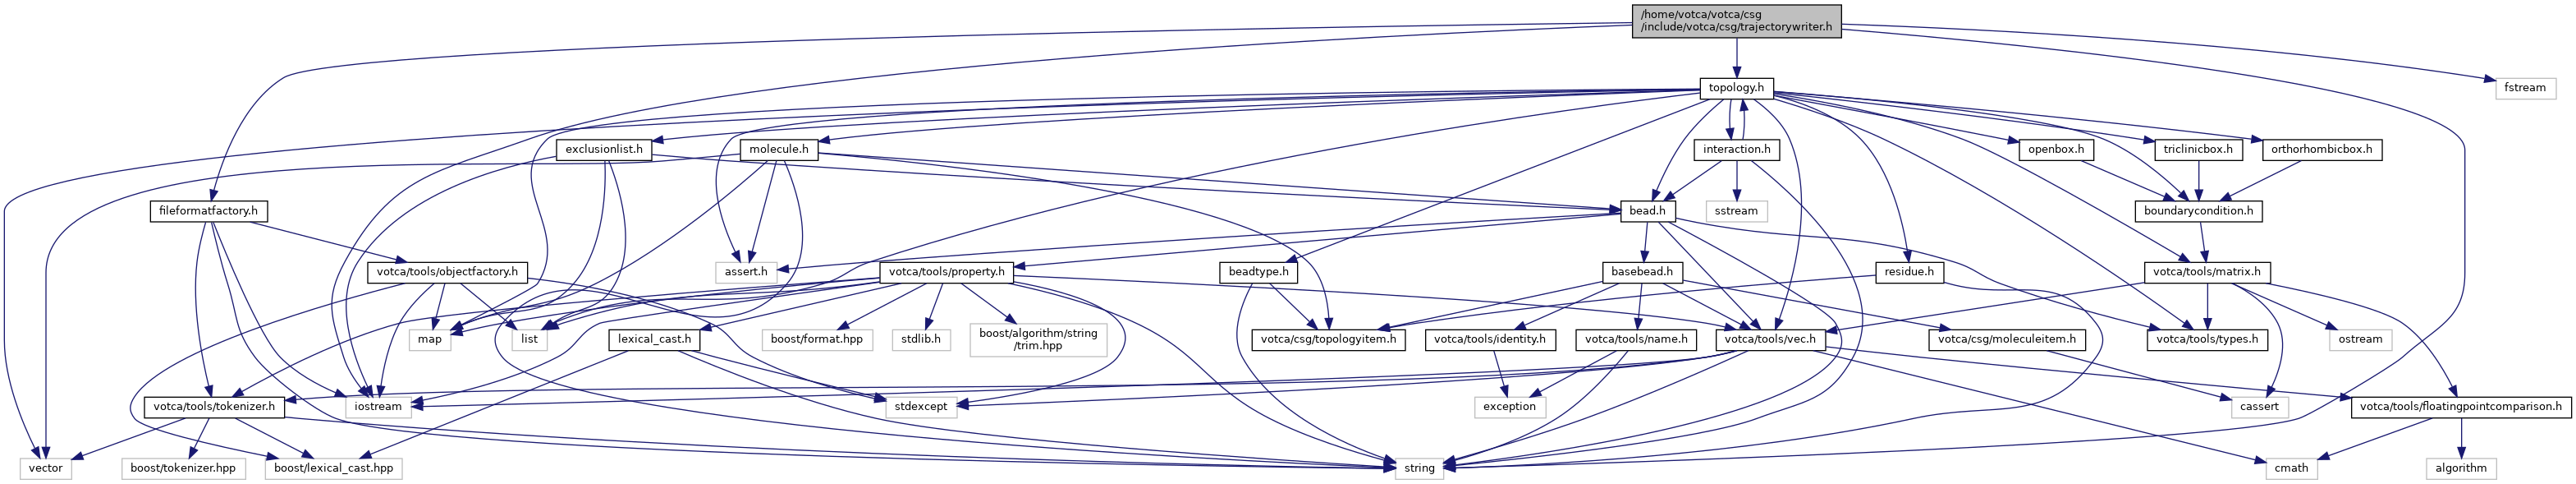 /home/votca/votca/csg
/include/votca/csg/trajectorywriter.h
topology.h
fstream
exclusionlist.h
molecule.h
interaction.h
openbox.h
triclinicbox.h
orthorhombicbox.h
fileformatfactory.h
bead.h
sstream
boundarycondition.h
votca/tools/objectfactory.h
assert.h
votca/tools/property.h
beadtype.h
basebead.h
residue.h
votca/tools/matrix.h
map
list
lexical_cast.h
boost/format.hpp
stdlib.h
boost/algorithm/string
/trim.hpp
votca/csg/topologyitem.h
votca/tools/identity.h
votca/tools/name.h
votca/tools/vec.h
votca/csg/moleculeitem.h
votca/tools/types.h
ostream
votca/tools/tokenizer.h
iostream
stdexcept
exception
cassert
votca/tools/floatingpointcomparison.h
vector
boost/tokenizer.hpp
boost/lexical_cast.hpp
string
cmath
algorithm